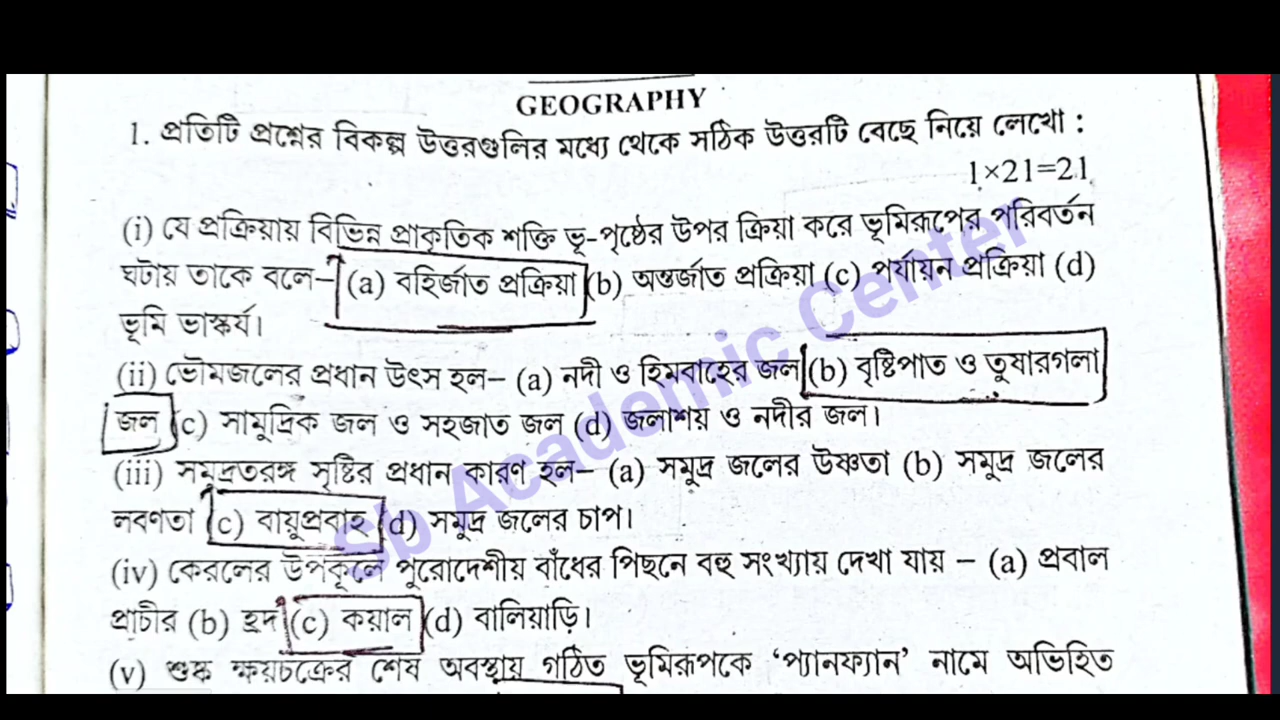 GEOGRAPHY
1. প্রতিটি প্রশ্নের বিকল্প উত্তরগুলির মধ্যে থেকে সঠিক উত্তরটি বেছে নিয়ে লেখো :
1×21=21
(i) যে প্রক্রিয়ায় বিভিন্ন প্রাকৃতিক শক্তি ভূ-পৃষ্ঠের উপর ক্রিয়া করে ভূমিরূপের পরিবর্তন
ঘটায় তাকে বলে– (a) বহির্জাত প্রক্রিয়া (b) অন্তর্জাত প্রক্রিয়া (c) পর্যায়ন প্রক্রিয়া (d)
ভূমি ভাস্কর্য।
(ii) ভৌমজলের প্রধান উৎস হল– (a) নদী ও হিমবাহের জল (b) বৃষ্টিপাত ও তুষারগলা
জল (c) সামুদ্রিক জল ও সহজাত জল (d) জলাশয় ও নদীর জল।
(iii) সমুদ্রতরঙ্গ সৃষ্টির প্রধান কারণ হল– (a) সমুদ্র জলের উষ্ণতা (b) সমুদ্র জলের
লবণতা (c) বায়ুপ্রবাহ (d) সমুদ্র জলের চাপ।
(iv) কেরলের উপকূলে পুরোদেশীয় বাঁধের পিছনে বহু সংখ্যায় দেখা যায় – (a) প্রবাল
প্রাচীর (b) হ্রদ (c) কয়াল (d) বালিয়াড়ি।
(v) শুষ্ক ক্ষয়চক্রের শেষ অবস্থায় গঠিত ভূমিরূপকে ‘প্যানফ্যান’ নামে অভিহিত
Sb Academic Center